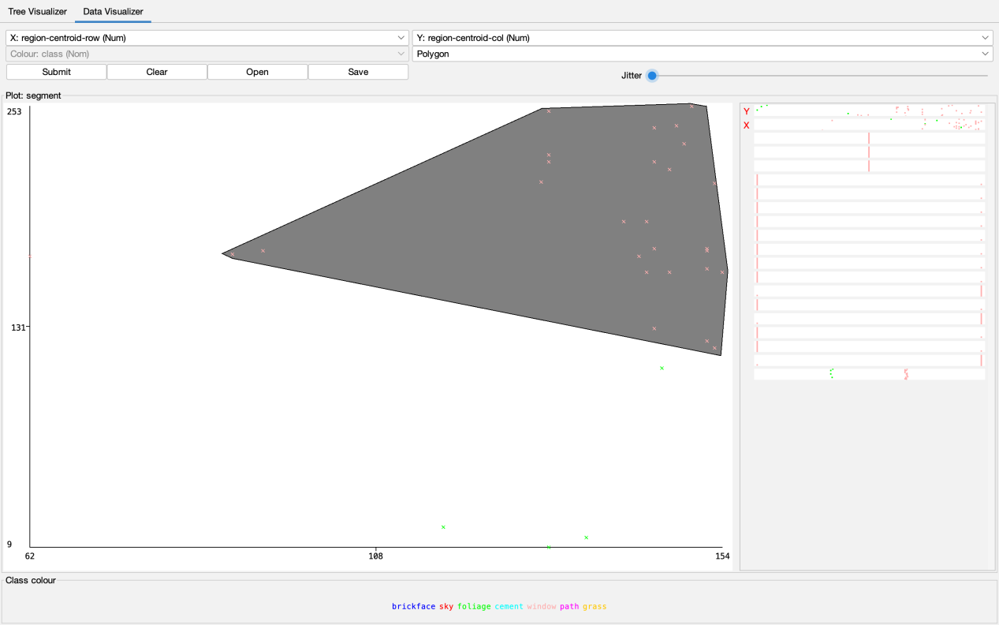 Tree Visualizer Data Visualizer
X: region-centroid-row (Num) Y: region-centroid-col (Num)
Colour: class (Nom) Polygon
Submit Clear Open Save Jitter
Plot: segment
253
131
9
62 108 154
Y
X
Class colour
brickface sky foliage cement window path grass